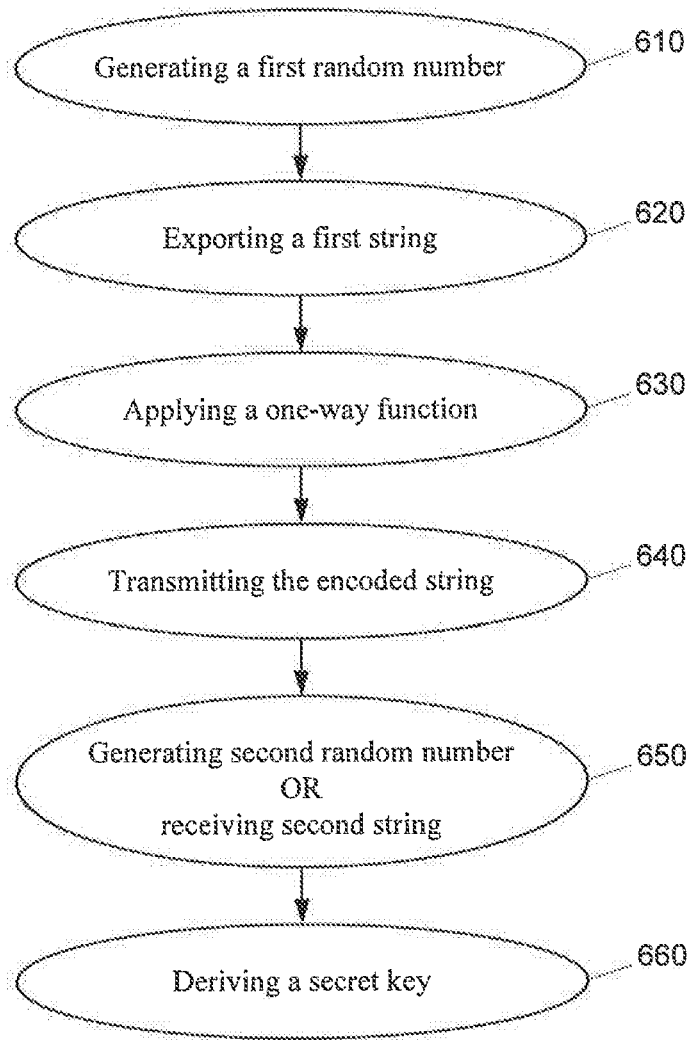 Generating a first random number
610
Exporting a first string
620
Applying a one-way function
630
Transmitting the encoded string
640
Generating second random number
OR
receiving second string
650
Deriving a secret key
660